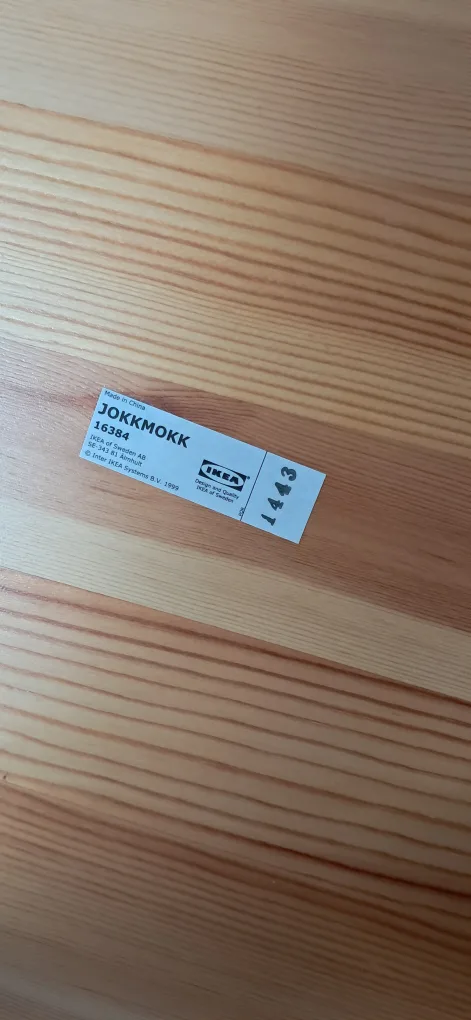 Made in China
JOKKMOKK
16384
IKEA of Sweden AB
SE-343 81 Älmhult
© Inter IKEA Systems B.V. 1999
IKEA®
Design and Quality
IKEA of Sweden
1443